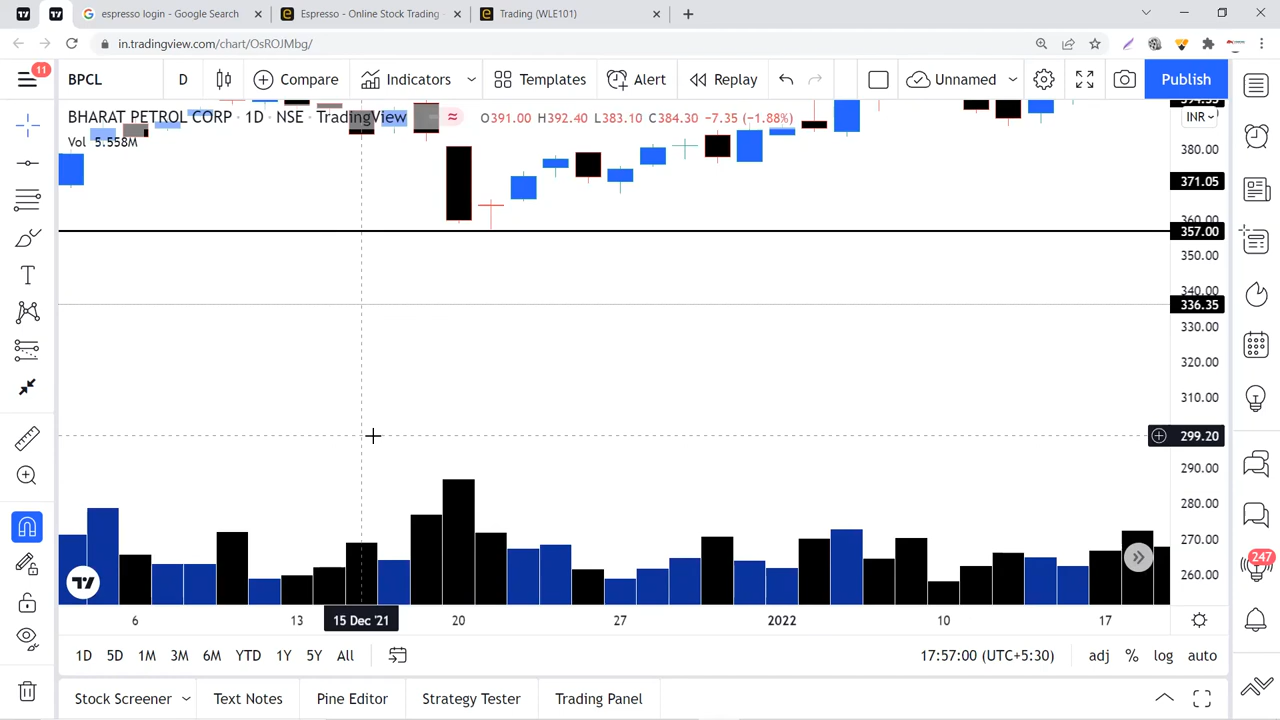 espresso login - Google Search
Espresso - Online Stock Trading
Trading (WLE101)
in.tradingview.com/chart/OsROJMbg/
11
BPCL
D
Compare
Indicators
Templates
Alert
Replay
Unnamed
Publish
BHARAT PETROL CORP · 1D · NSE · TradingView
O391.00 H392.40 L383.10 C384.30 -7.35 (-1.88%)
INR
Vol 5.558M
380.00
371.05
360.00
357.00
350.00
340.00
336.35
330.00
320.00
310.00
299.20
290.00
280.00
270.00
260.00
247
6
13
15 Dec '21
20
27
2022
10
17
1D 5D 1M 3M 6M YTD 1Y 5Y All
17:57:00 (UTC+5:30)
adj % log auto
Stock Screener
Text Notes
Pine Editor
Strategy Tester
Trading Panel